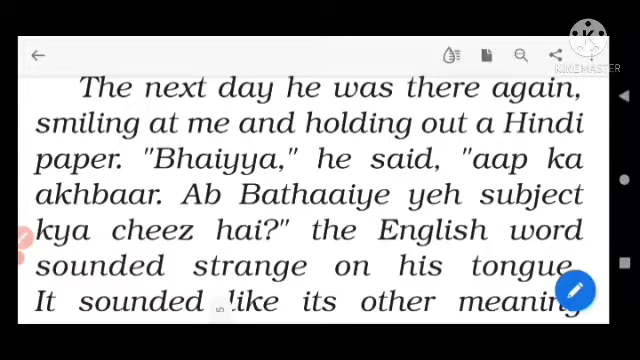 KINEMASTER
The next day he was there again,
smiling at me and holding out a Hindi
paper. "Bhaiyya," he said, "aap ka
akhbaar. Ab Bathaaiye yeh subject
kya cheez hai?" the English word
sounded strange on his tongue.
It sounded like its other meaning
5